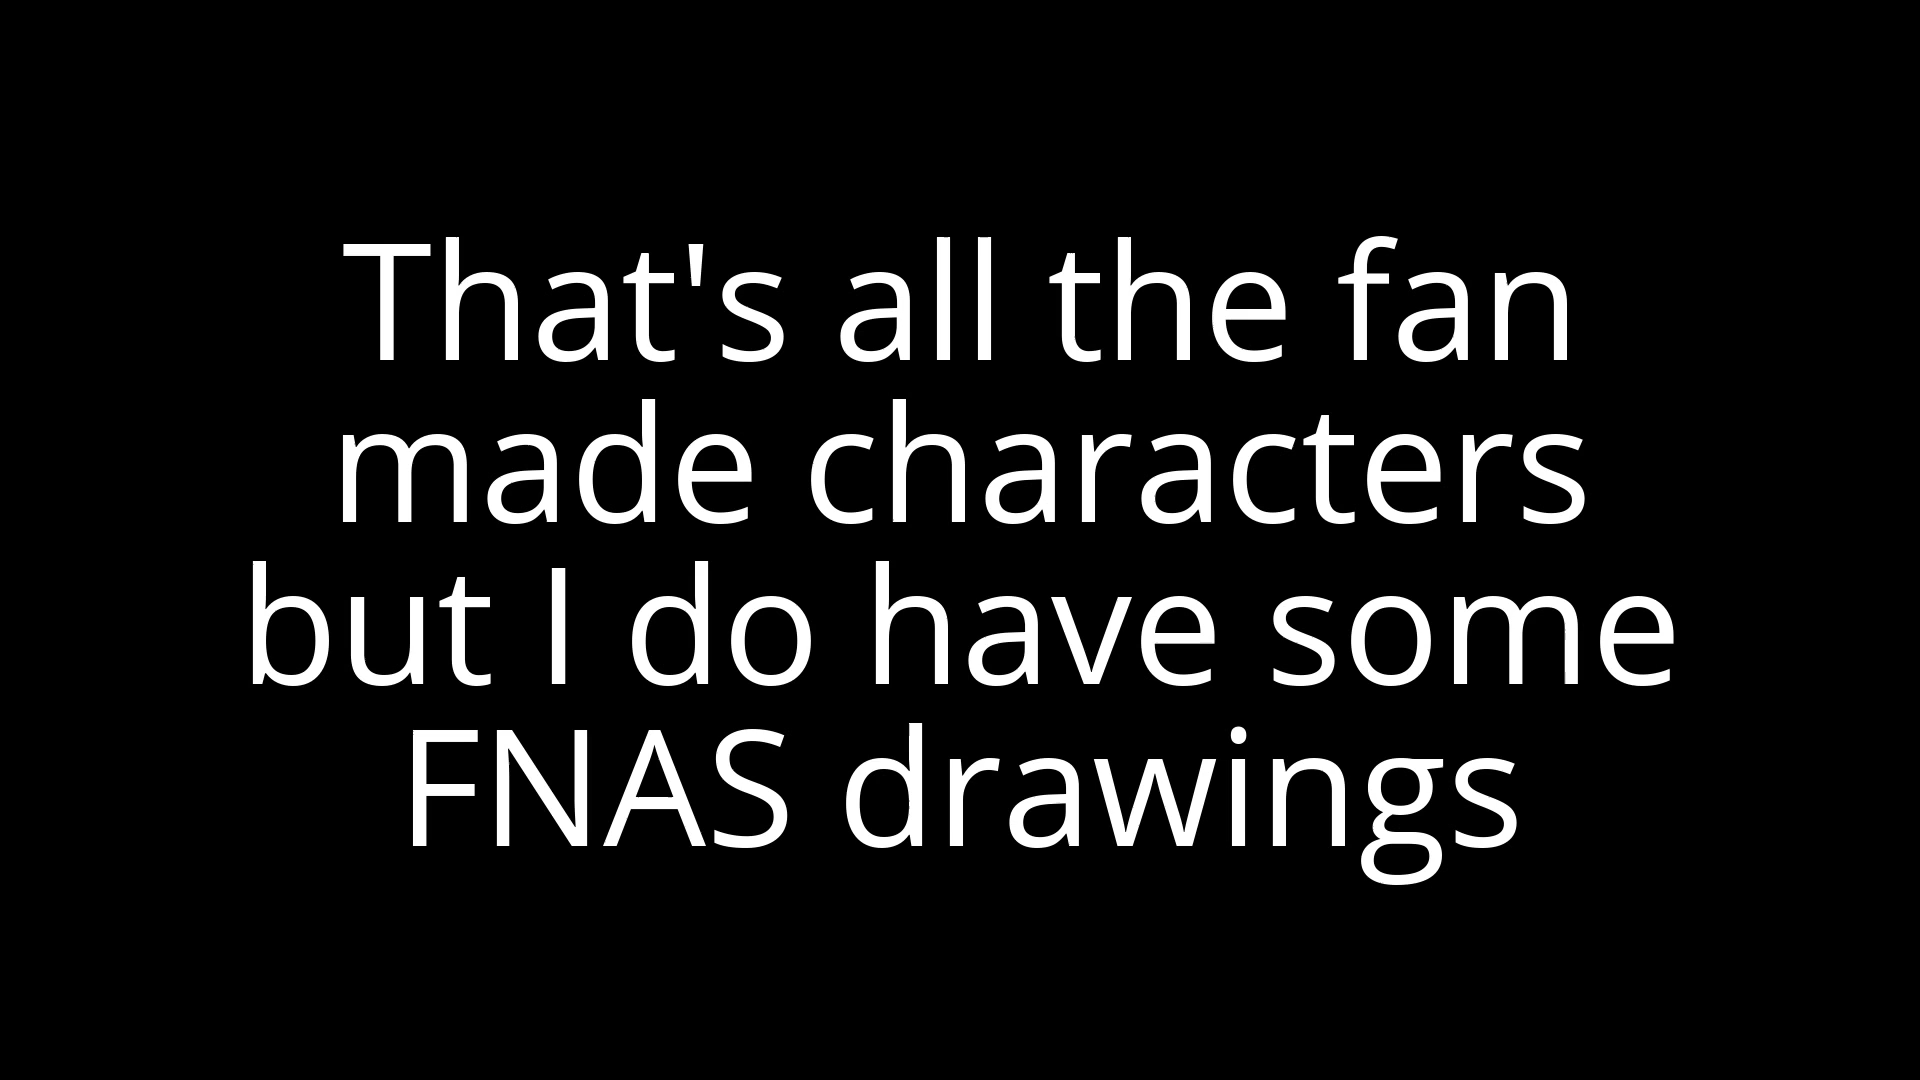 That's all the fan
made characters
but I do have some
FNAS drawings